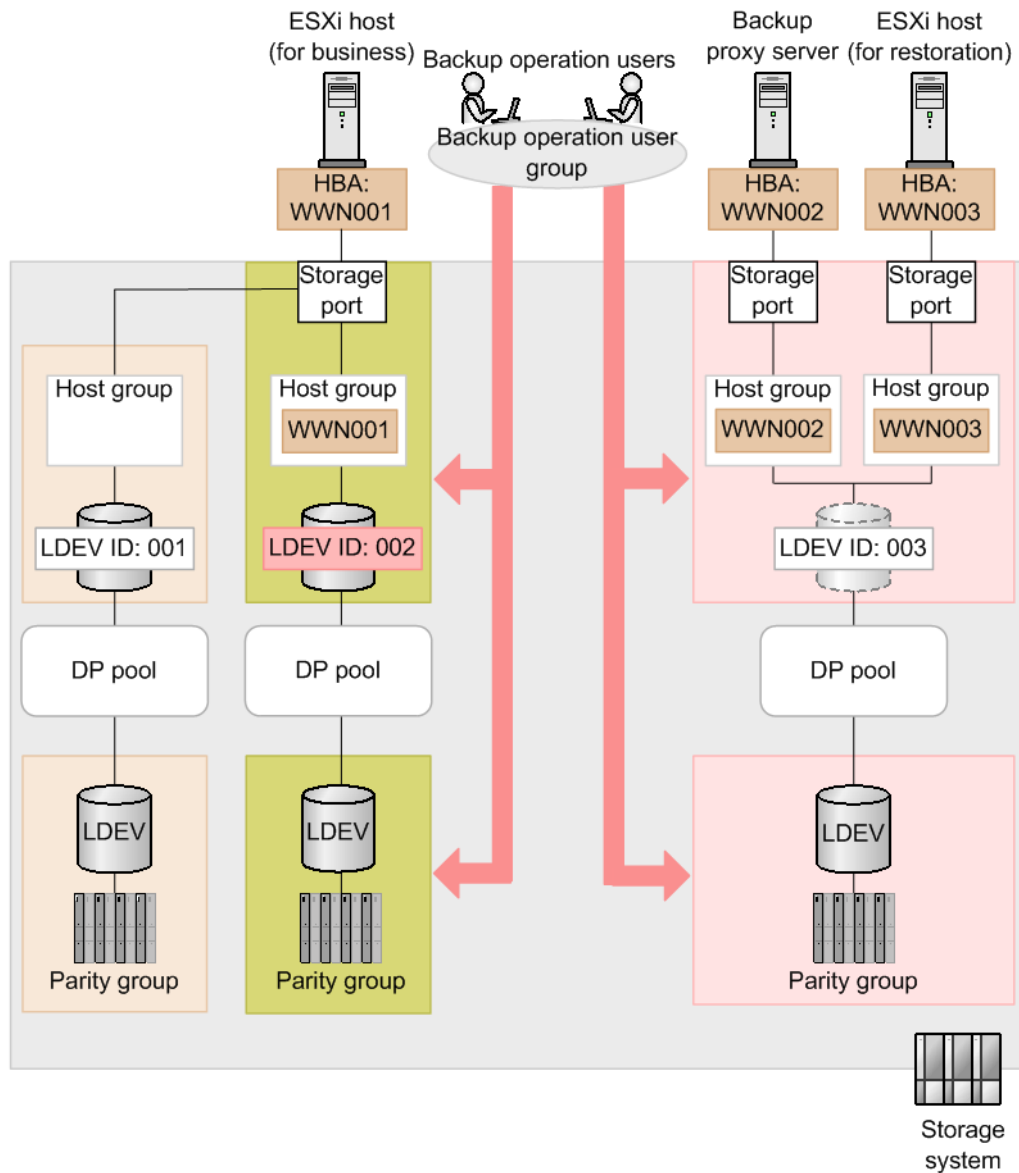 ESXi host
(for business)
Backup operation users
Backup operation user
group
Backup
proxy server
ESXi host
(for restoration)
HBA:
WWN001
HBA:
WWN002
HBA:
WWN003
Storage
port
Storage
port
Storage
port
Host group
Host group
WWN001
Host group
WWN002
Host group
WWN003
LDEV ID: 001
LDEV ID: 002
LDEV ID: 003
DP pool
DP pool
DP pool
LDEV
LDEV
LDEV
Parity group
Parity group
Parity group
Storage
system